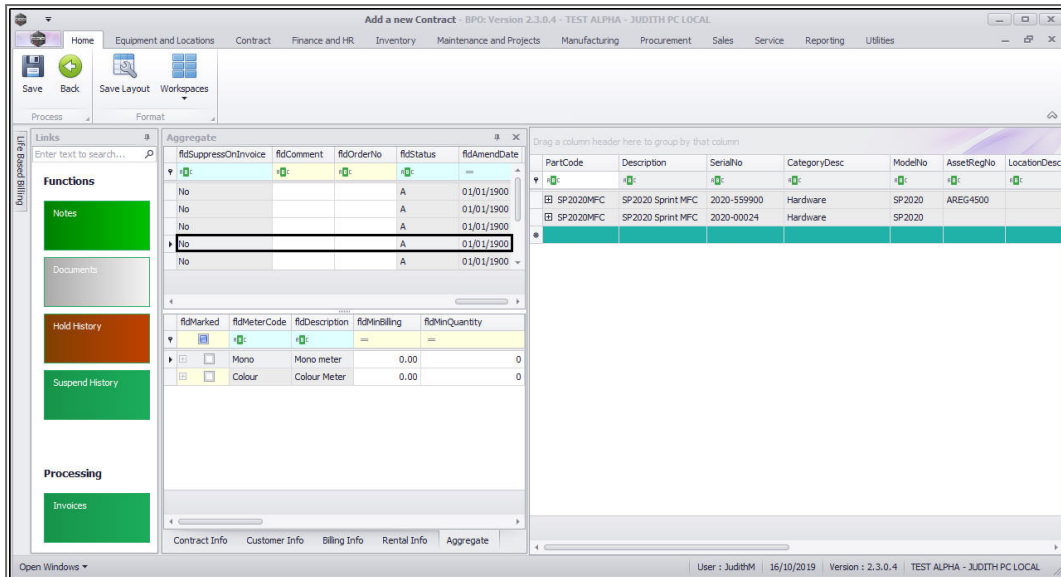 Add a new Contract - BPO: Version 2.3.0.4 - TEST ALPHA - JUDITH PC LOCAL
Home Equipment and Locations Contract Finance and HR Inventory Maintenance and Projects Manufacturing Procurement Sales Service Reporting Utilities
Save Back Save Layout Workspaces
Process Format
Life Based Billing
Links
Enter text to search...
Functions
Notes
Documents
Hold History
Suspend History
Processing
Invoices
Aggregate
fldSuppressOnInvoice fldComment fldOrderNo fldStatus fldAmendDate
No A 01/01/1900
No A 01/01/1900
No A 01/01/1900
No A 01/01/1900
No A 01/01/1900
fldMarked fldMeterCode fldDescription fldMinBilling fldMinQuantity
Mono Mono meter 0.00 0
Colour Colour Meter 0.00 0
Contract Info Customer Info Billing Info Rental Info Aggregate
Drag a column header here to group by that column
PartCode Description SerialNo CategoryDesc ModelNo AssetRegNo LocationDesc
SP2020MFC SP2020 Sprint MFC 2020-559900 Hardware SP2020 AREG4500
SP2020MFC SP2020 Sprint MFC 2020-00024 Hardware SP2020
Open Windows User : JudithM 16/10/2019 Version : 2.3.0.4 TEST ALPHA - JUDITH PC LOCAL